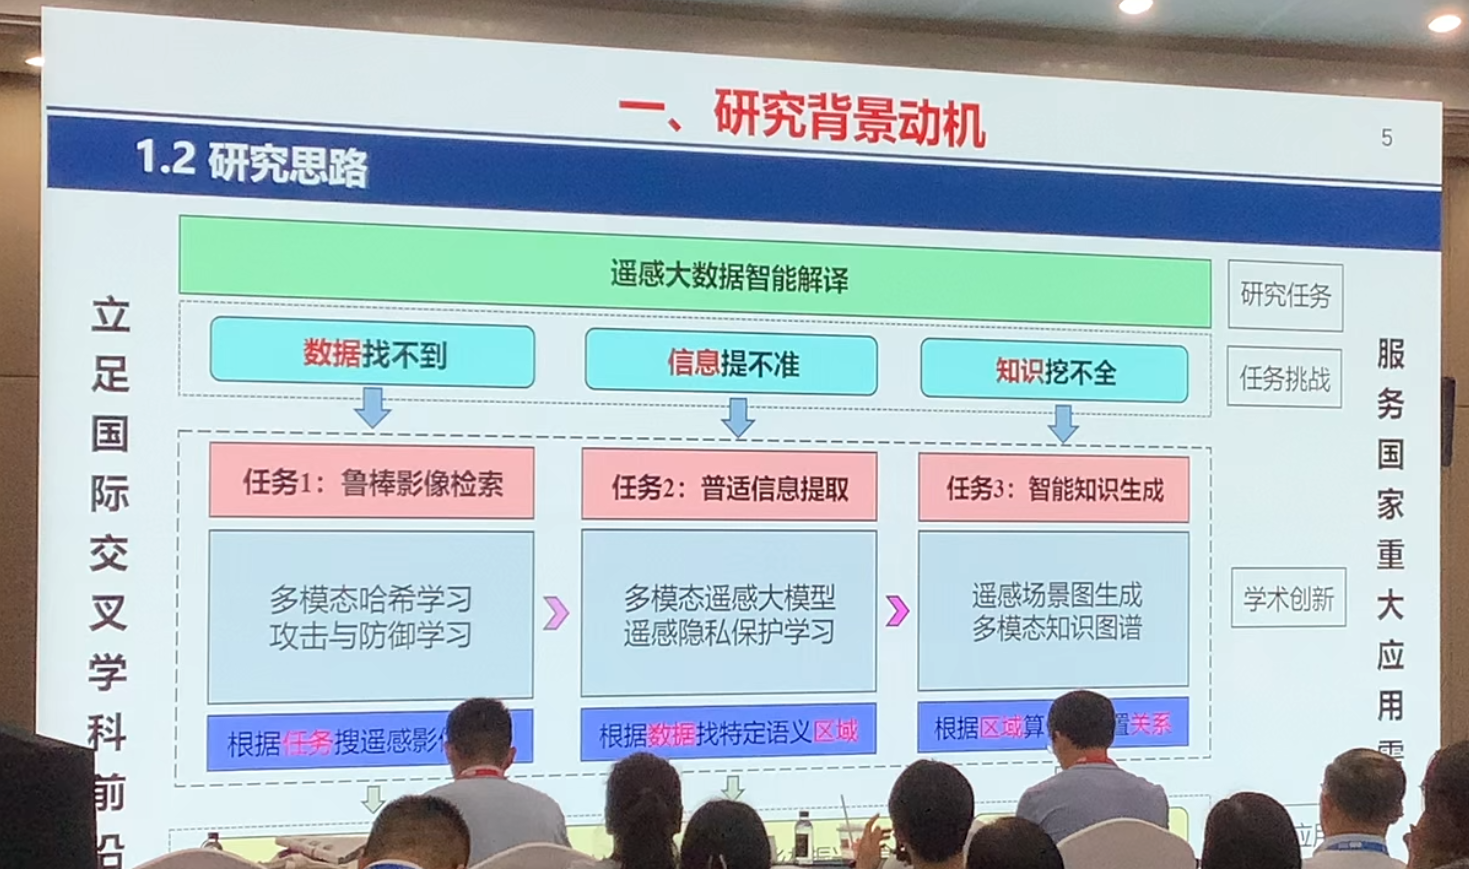 一、研究背景动机
5
1.2 研究思路
遥感大数据智能解译
研究任务
数据找不到
信息提不准
知识挖不全
任务挑战
任务1：鲁棒影像检索
任务2：普适信息提取
任务3：智能知识生成
多模态哈希学习
攻击与防御学习
多模态遥感大模型
遥感隐私保护学习
遥感场景图生成
多模态知识图谱
学术创新
根据任务搜遥感影
根据数据找特定语义区域
根据区域算 置关系
立足国际交叉学科前沿
服务国家重大应用需
应用